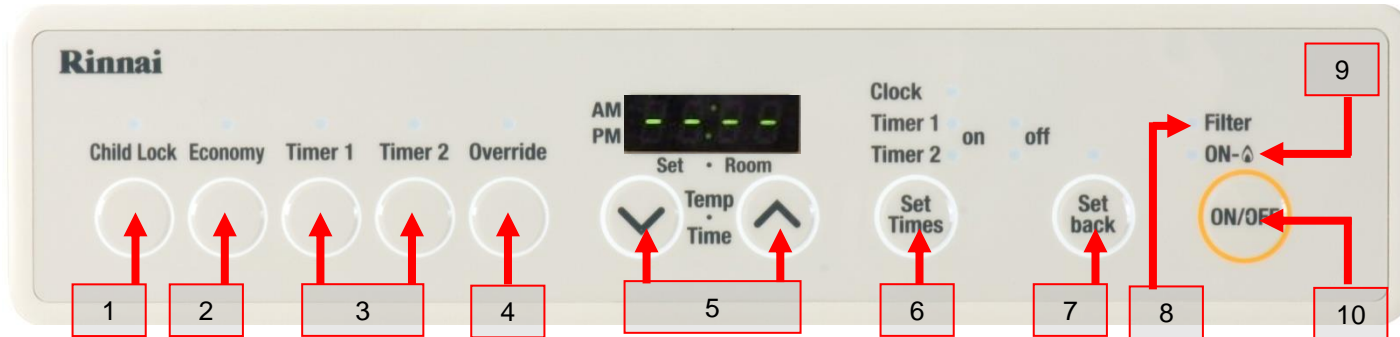 Rinnai
Child Lock
Economy
Timer 1
Timer 2
Override
AM
PM
- - : - -
Set · Room
Temp
·
Time
Clock
Timer 1
Timer 2
on
off
Set
Times
Set
back
Filter
ON-
ON/OFF
1
2
3
4
5
6
7
8
9
10